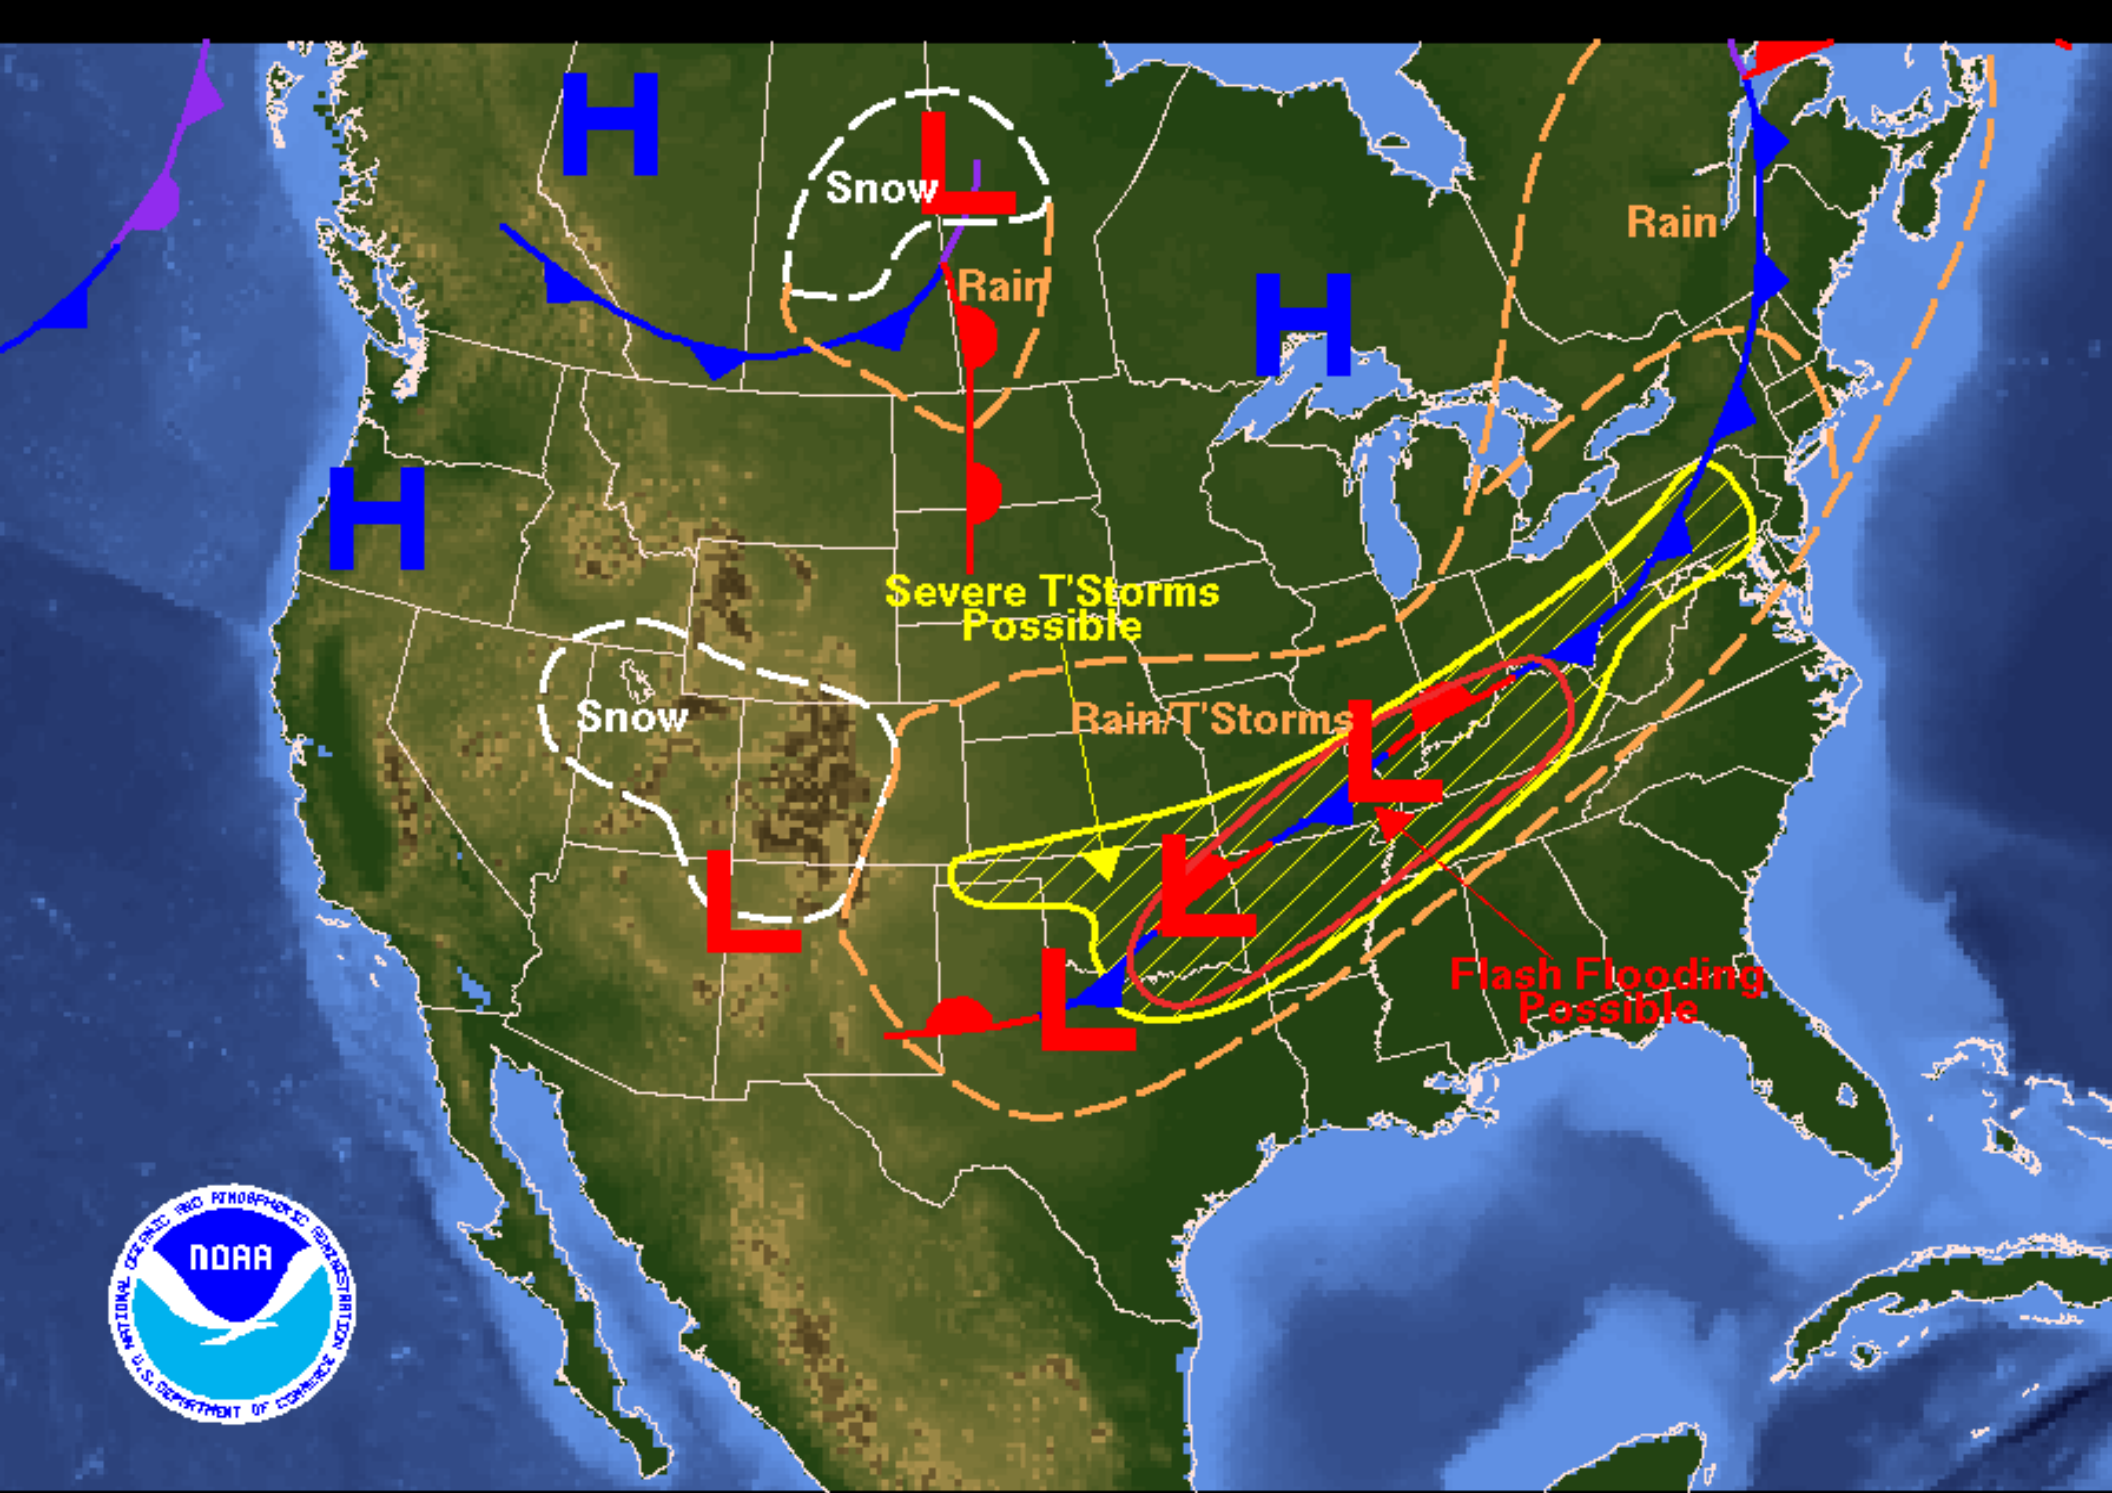 H
L
Snow
Rain
Rain
H
H
Severe T'Storms
Possible
Snow
Rain/T'Storms
L
L
L
L
Flash Flooding
Possible
NATIONAL OCEANIC AND ATMOSPHERIC ADMINISTRATION
NOAA
U.S. DEPARTMENT OF COMMERCE